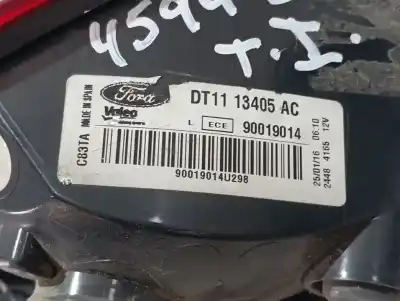 T.I.
Ford
DT11 13405 AC
Valeo
L ECE 90019014
90019014U298
C83TA MADE IN SPAIN
25/01/16 06:10
2448 4165 12V